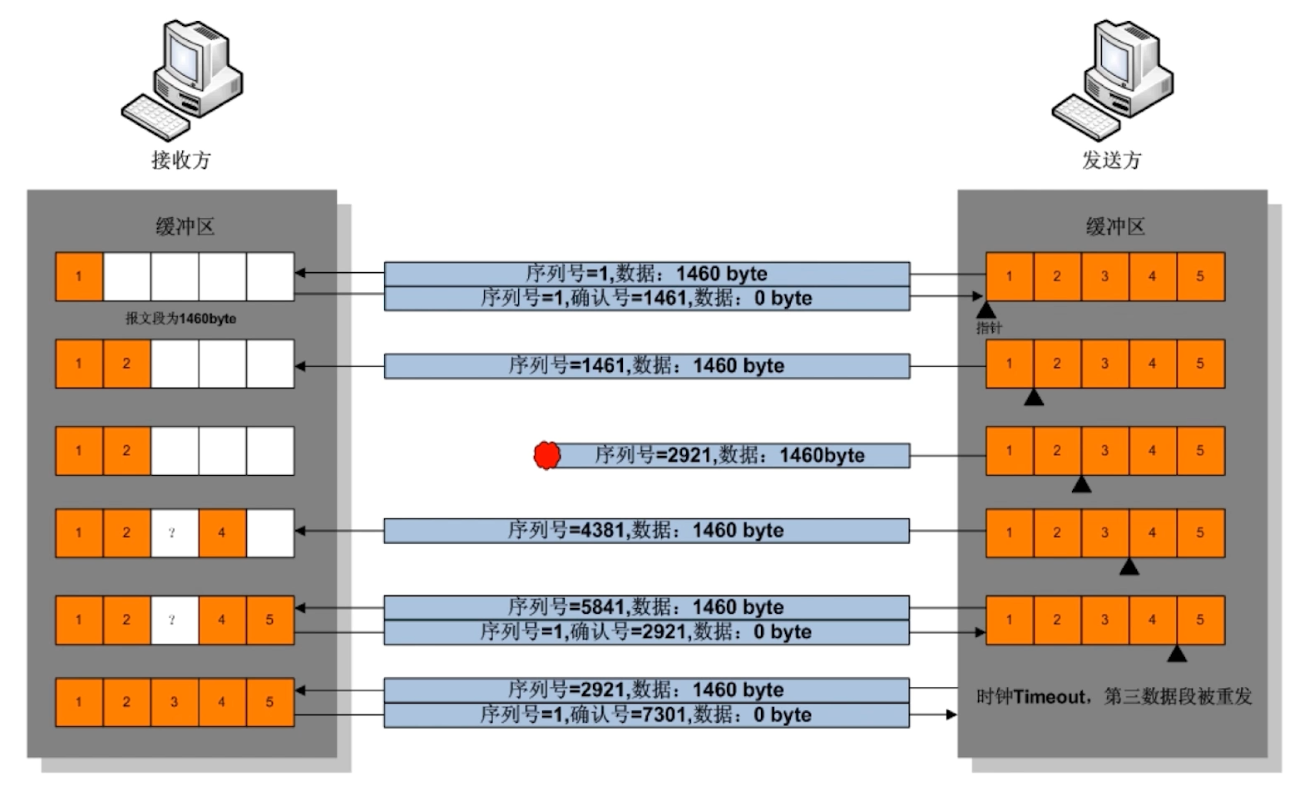 接收方
发送方
缓冲区
缓冲区
1
序列号=1,数据：1460 byte
1 2 3 4 5
序列号=1,确认号=1461,数据：0 byte
报文段为1460byte
指针
1 2
序列号=1461,数据：1460 byte
1 2 3 4 5
1 2
序列号=2921,数据：1460byte
1 2 3 4 5
1 2 ? 4
序列号=4381,数据：1460 byte
1 2 3 4 5
1 2 ? 4 5
序列号=5841,数据：1460 byte
序列号=1,确认号=2921,数据：0 byte
1 2 3 4 5
1 2 3 4 5
序列号=2921,数据：1460 byte
序列号=1,确认号=7301,数据：0 byte
时钟Timeout，第三数据段被重发